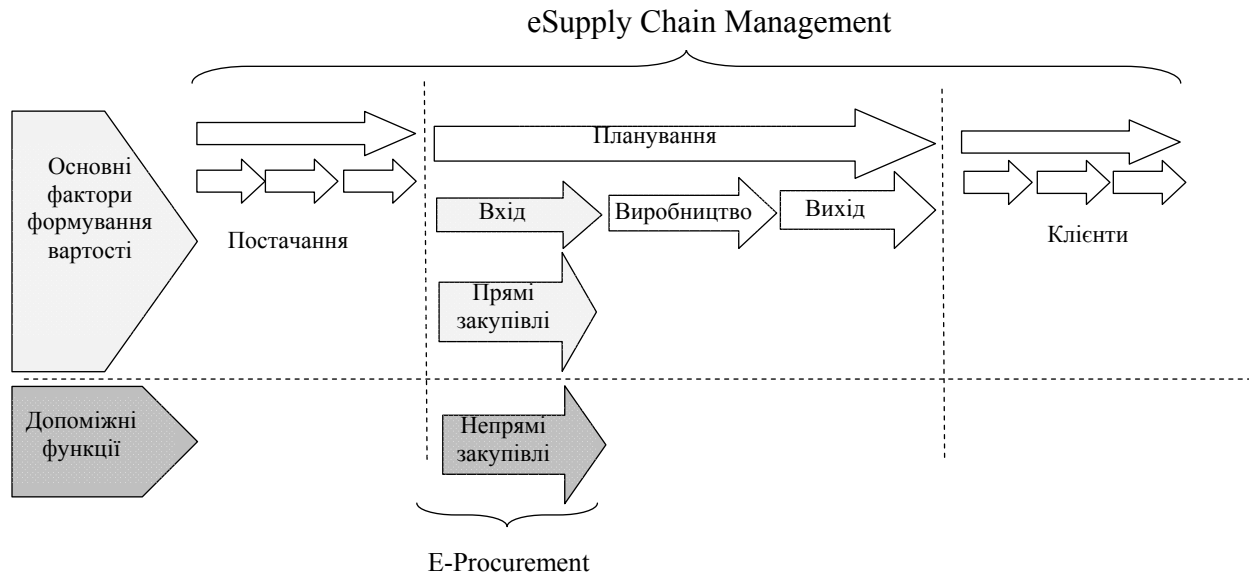 eSupply Chain Management
Основні
фактори
формування
вартості
Планування
Вхід
Виробництво
Вихід
Постачання
Клієнти
Прямі
закупівлі
Допоміжні
функції
Непрямі
закупівлі
E-Procurement